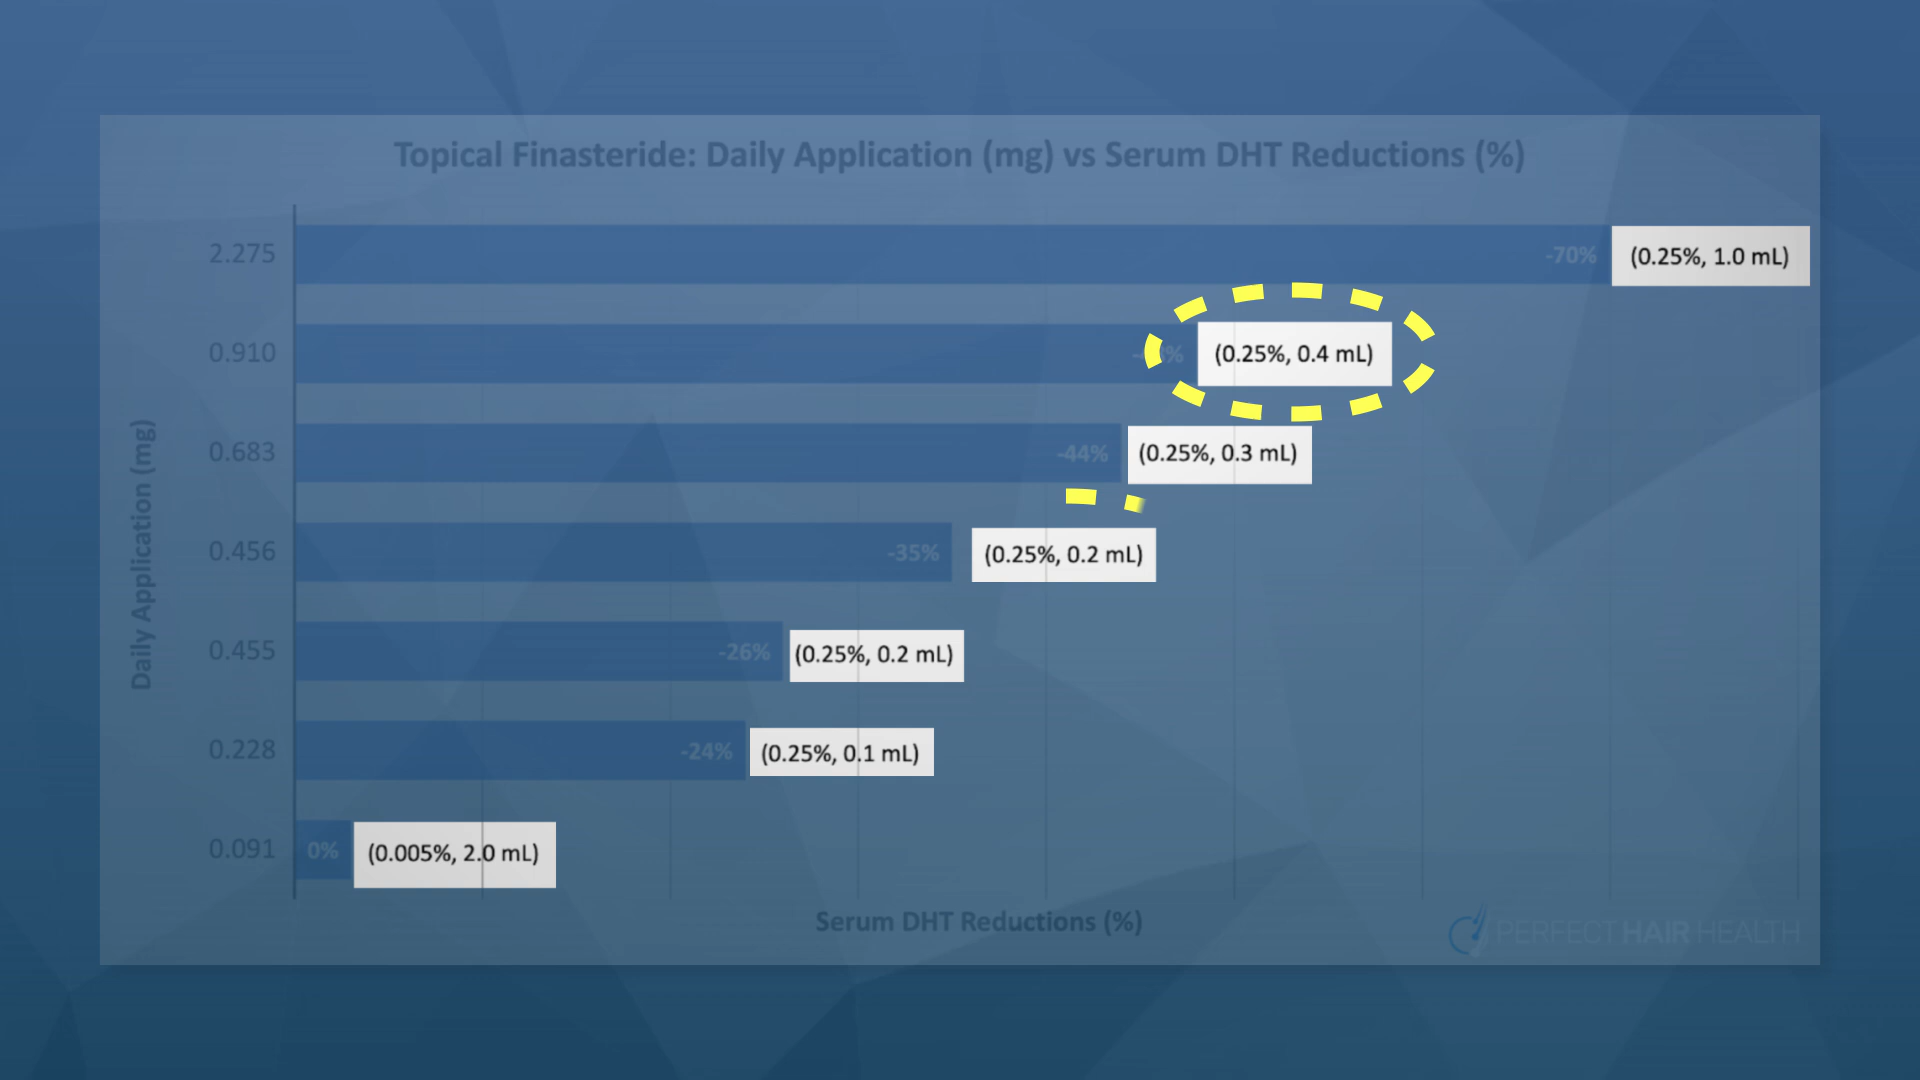 Topical Finasteride: Daily Application (mg) vs Serum DHT Reductions (%)
2.275
-70%
(0.25%, 1.0 mL)
0.910
(0.25%, 0.4 mL)
0.683
-44%
(0.25%, 0.3 mL)
0.456
-35%
(0.25%, 0.2 mL)
0.455
-26%
(0.25%, 0.2 mL)
0.228
-24%
(0.25%, 0.1 mL)
0.091
0%
(0.005%, 2.0 mL)
Daily Application (mg)
Serum DHT Reductions (%)
PERFECT HAIR HEALTH